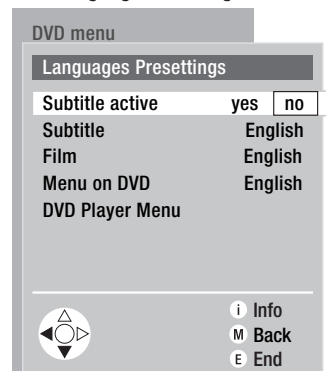 DVD menu
Languages Presettings
Subtitle active yes no
Subtitle English
Film English
Menu on DVD English
DVD Player Menu
i Info
M Back
E End